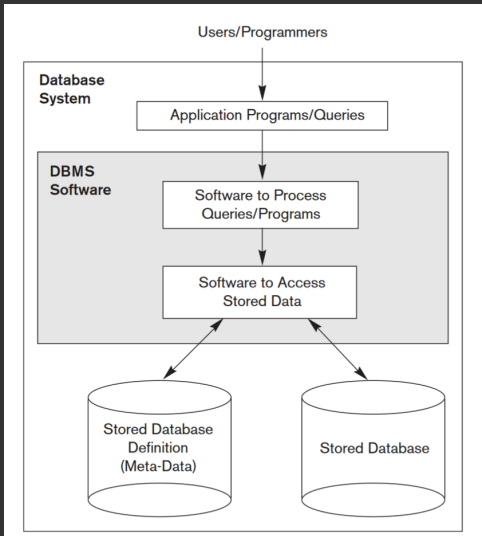 Users/Programmers
Database
System
Application Programs/Queries
DBMS
Software
Software to Process
Queries/Programs
Software to Access
Stored Data
Stored Database
Definition
(Meta-Data)
Stored Database